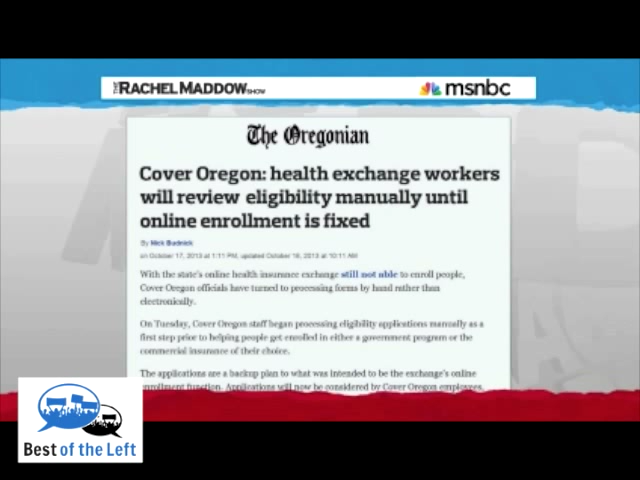 THE RACHEL MADDOW SHOW
msnbc
The Oregonian
Cover Oregon: health exchange workers
will review eligibility manually until
online enrollment is fixed
By Nick Budnick
on October 17, 2013 at 1:11 PM, updated October 18, 2013 at 10:11 AM
With the state's online health insurance exchange still not able to enroll people,
Cover Oregon officials have turned to processing forms by hand rather than
electronically.
On Tuesday, Cover Oregon staff began processing eligibility applications manually as a
first step prior to helping people get enrolled in either a government program or the
commercial insurance of their choice.
The applications are a backup plan to what was intended to be the exchange's online
enrollment function. Applications will now be considered by Cover Oregon employees,
Best of the Left